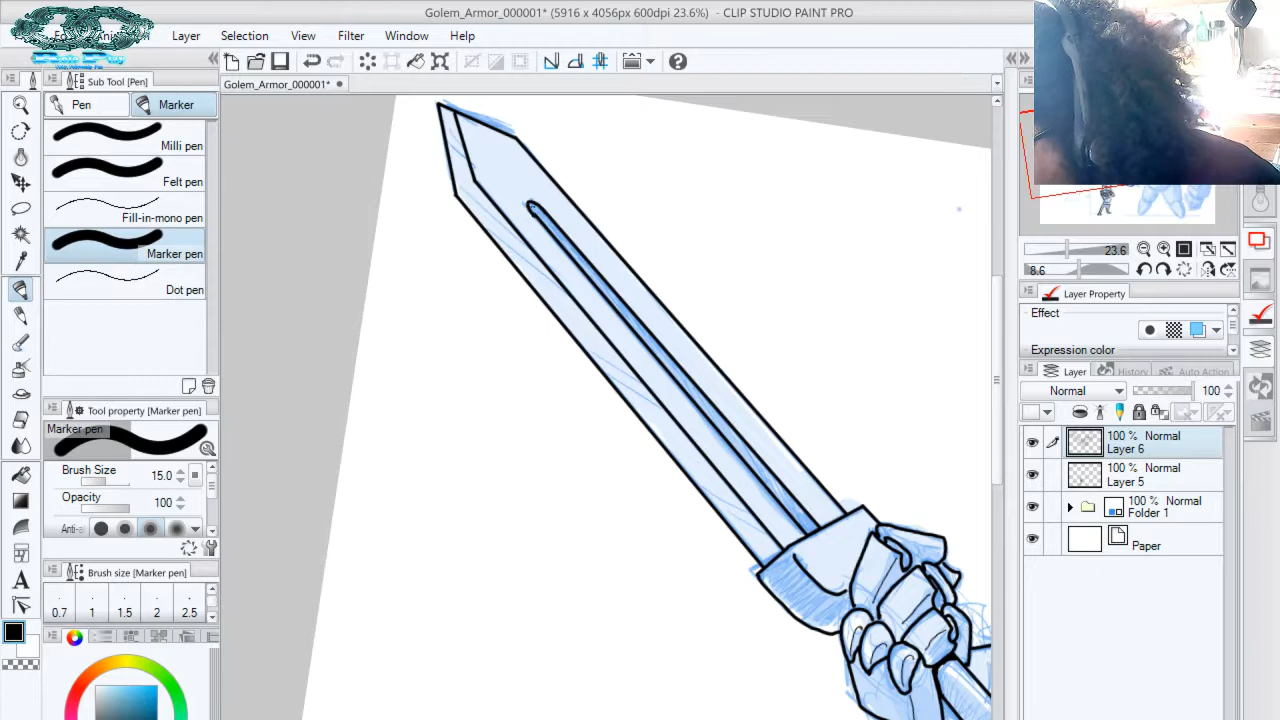 Golem_Armor_000001* (5916 x 4056px 600dpi 23.6%) - CLIP STUDIO PAINT PRO
Layer Selection View Filter Window Help
Sub Tool [Pen]
Golem_Armor_000001*
Pen Marker
Milli pen
Felt pen
Fill-in-mono pen
Marker pen
Dot pen
Tool property [Marker pen]
Marker pen
Brush Size 15.0
Opacity 100
Anti-a
Brush size [Marker pen]
0.7 1 1.5 2 2.5
23.6
8.6
Layer Property
Effect
Expression color
Layer History Auto Action
Normal 100
100 % Normal
Layer 6
100 % Normal
Layer 5
100 % Normal
Folder 1
Paper